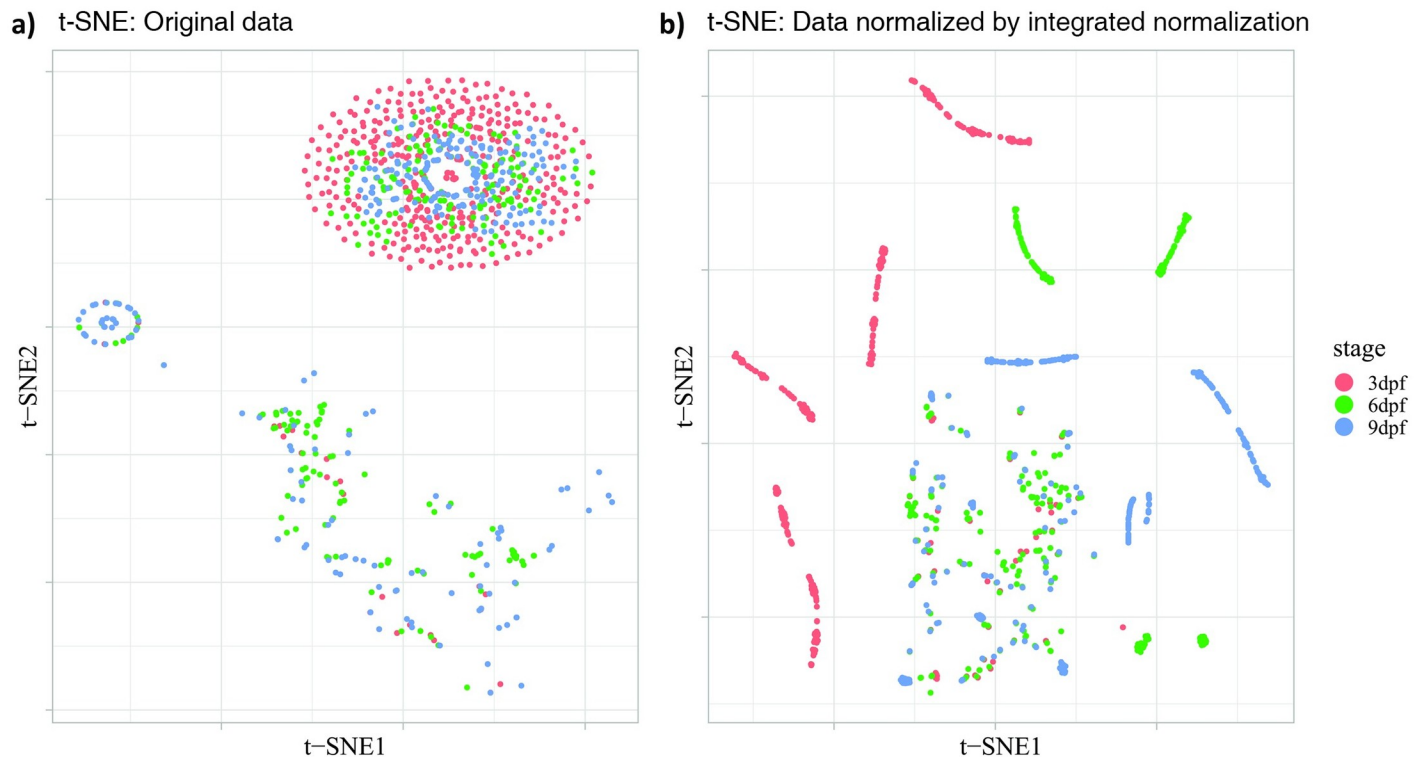 a) t-SNE: Original data
b) t-SNE: Data normalized by integrated normalization
t−SNE2
t−SNE1
t−SNE2
t−SNE1
stage
3dpf
6dpf
9dpf